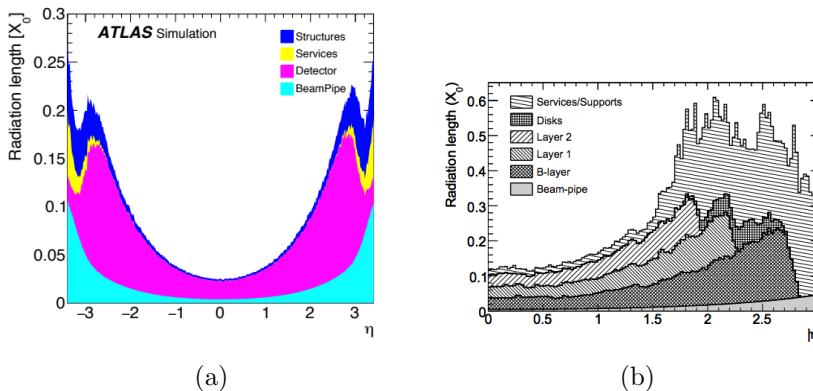 ATLAS Simulation
Structures
Services
Detector
BeamPipe
Radiation length [X0]
0.3
0.25
0.2
0.15
0.1
0.05
0
−3 −2 −1 0 1 2 3
η
(a)
Services/Supports
Disks
Layer 2
Layer 1
B-layer
Beam-pipe
Radiation length (X0)
0.6
0.5
0.4
0.3
0.2
0.1
0
0 0.5 1 1.5 2 2.5
(b)